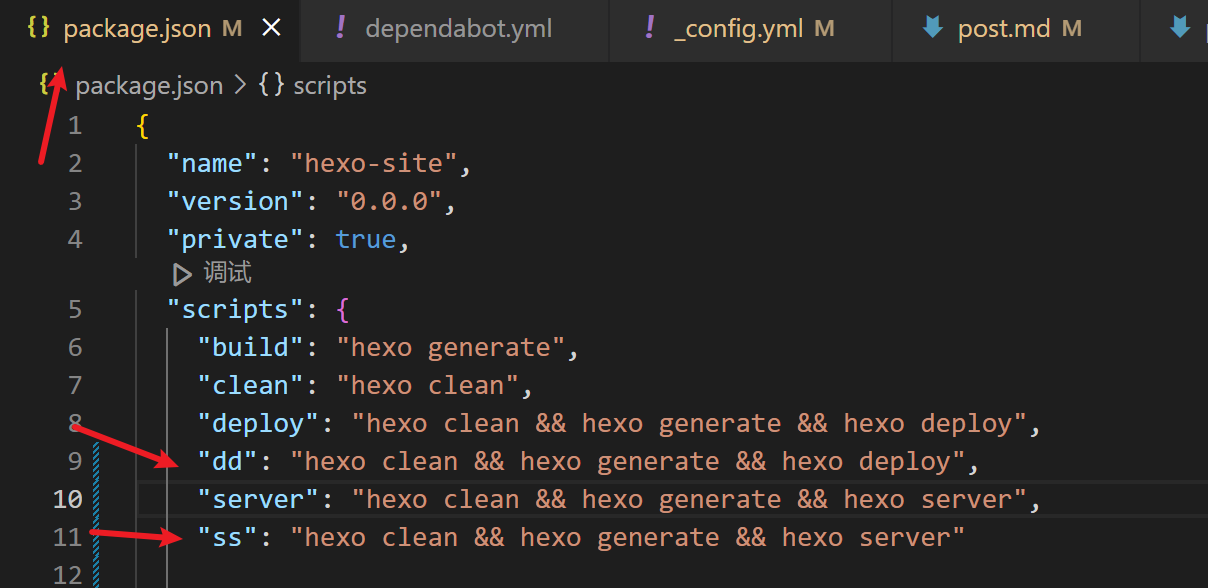 {} package.json M × ! dependabot.yml ! _config.yml M post.md M
{} package.json > {} scripts
1 {
2 "name": "hexo-site",
3 "version": "0.0.0",
4 "private": true,
调试
5 "scripts": {
6 "build": "hexo generate",
7 "clean": "hexo clean",
8 "deploy": "hexo clean && hexo generate && hexo deploy",
9 "dd": "hexo clean && hexo generate && hexo deploy",
10 "server": "hexo clean && hexo generate && hexo server",
11 "ss": "hexo clean && hexo generate && hexo server"
12